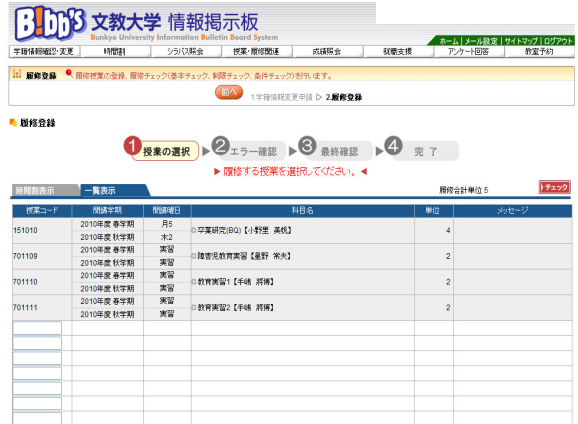 B!bb's 文教大学 情報掲示板
Bunkyo University Information Bulletin Board System
ホーム | メール設定 | サイトマップ | ログアウト
学籍情報確認・変更 時間割 シラバス照会 授業・履修関連 成績照会 就職支援 アンケート回答 教室予約
履修登録 履修授業の登録、履修チェック(基本チェック、制限チェック、条件チェック)を行います。
前へ 1.学籍情報変更申請 ▷ 2.履修登録
履修登録
1 授業の選択 ▶ 2 エラー確認 ▶ 3 最終確認 ▶ 4 完了
▶ 履修する授業を選択してください。◀
時間割表示 一覧表示 履修合計単位 5 チェック
授業コード 開講学期 開講曜日 科目名 単位 メッセージ
151010 2010年度 春学期 月5 卒業研究(BQ)【小野里 美帆】 4
2010年度 秋学期 木2
701109 2010年度 春学期 実習 障害児教育実習【星野 常夫】 2
2010年度 秋学期 実習
701110 2010年度 春学期 実習 教育実習1【手嶋 將博】 2
2010年度 秋学期 実習
701111 2010年度 春学期 実習 教育実習2【手嶋 將博】 2
2010年度 秋学期 実習